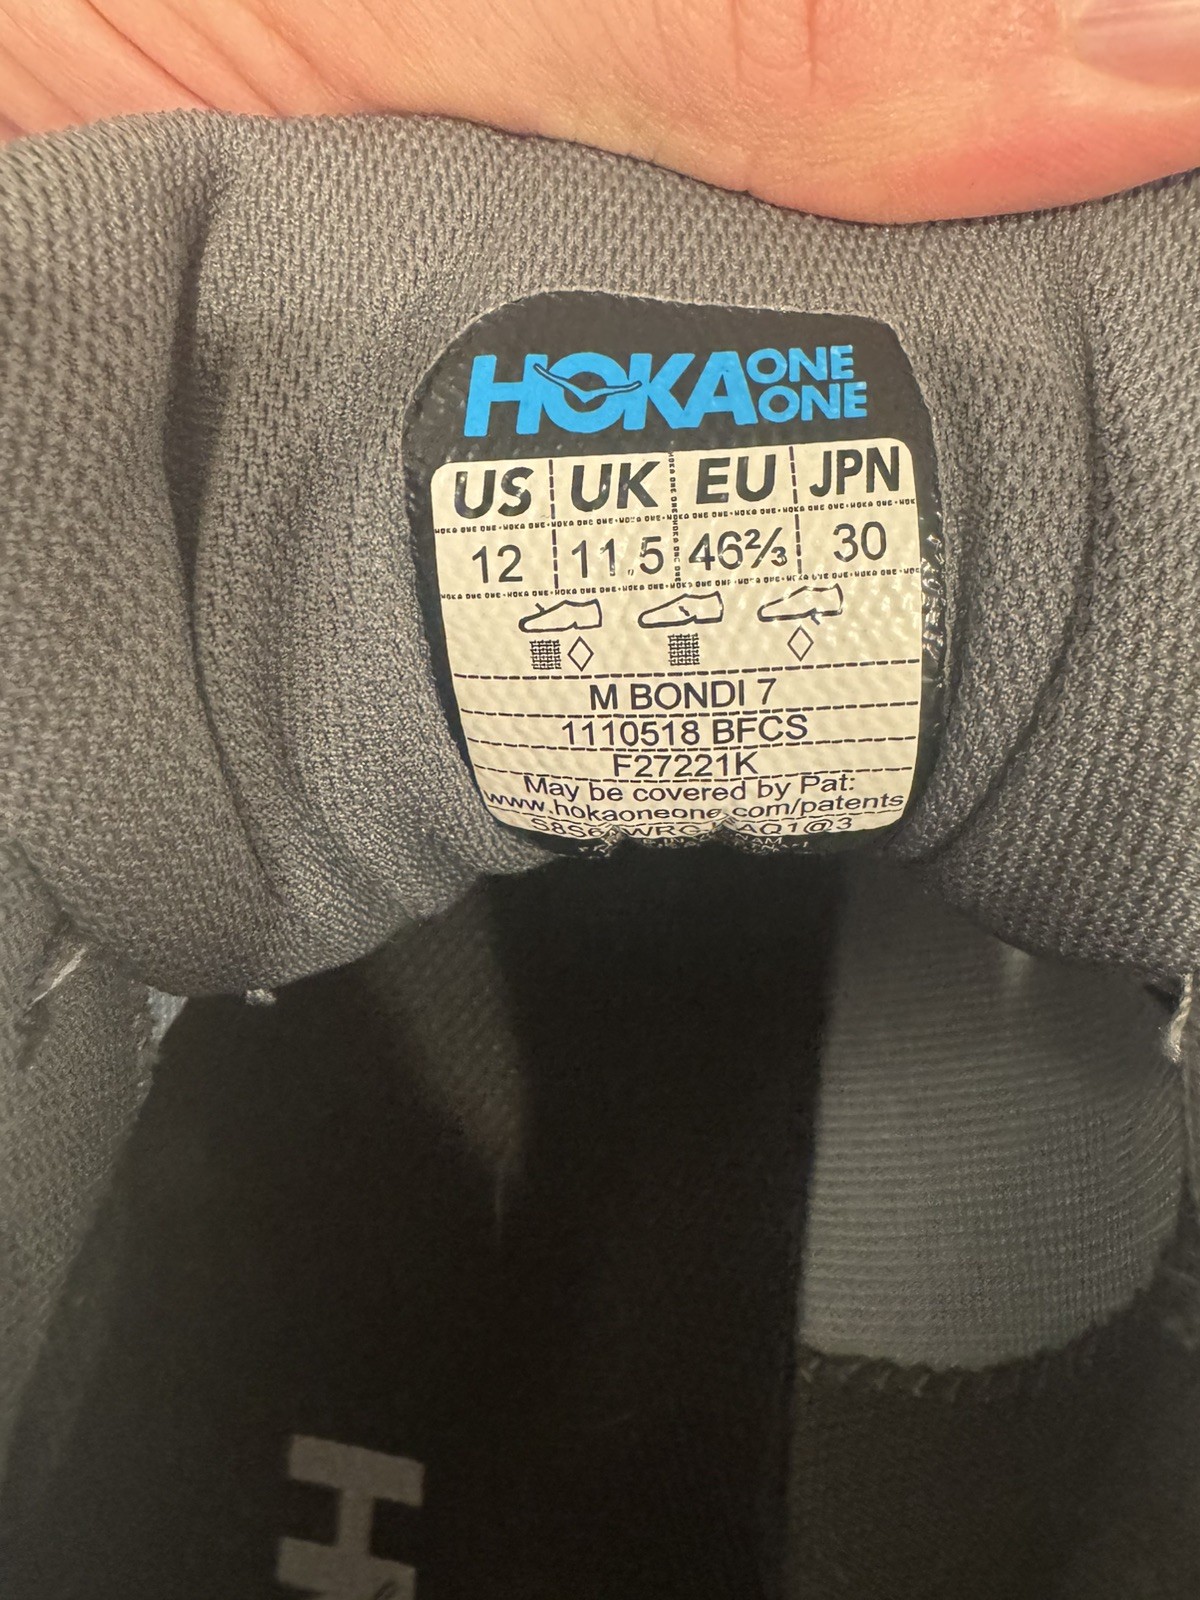 HOKA ONE ONE
US UK EU JPN
12 11.5 46⅔ 30
M BONDI 7
1110518 BFCS
F27221K
May be covered by Pat:
www.hokaoneone.com/patents
H